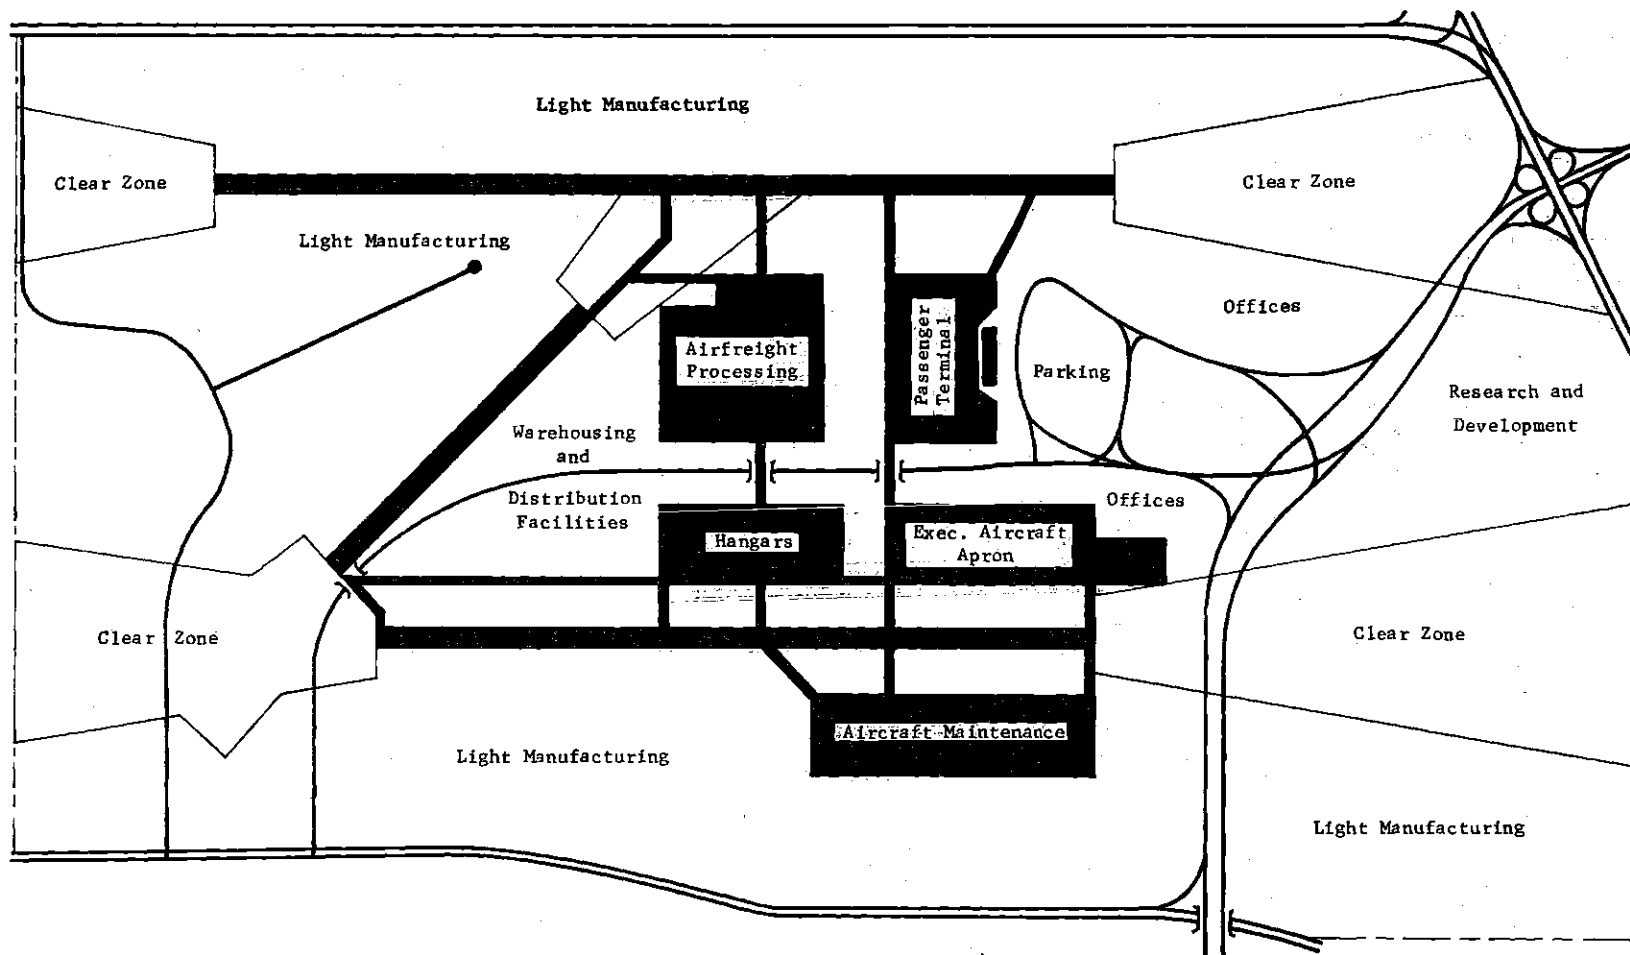 Light Manufacturing
Clear Zone
Clear Zone
Light Manufacturing
Offices
Airfreight
Processing
Passenger
Terminal
Parking
Research and
Development
Warehousing
and
Distribution
Facilities
Offices
Hangars
Exec. Aircraft
Apron
Clear Zone
Clear Zone
Aircraft Maintenance
Light Manufacturing
Light Manufacturing